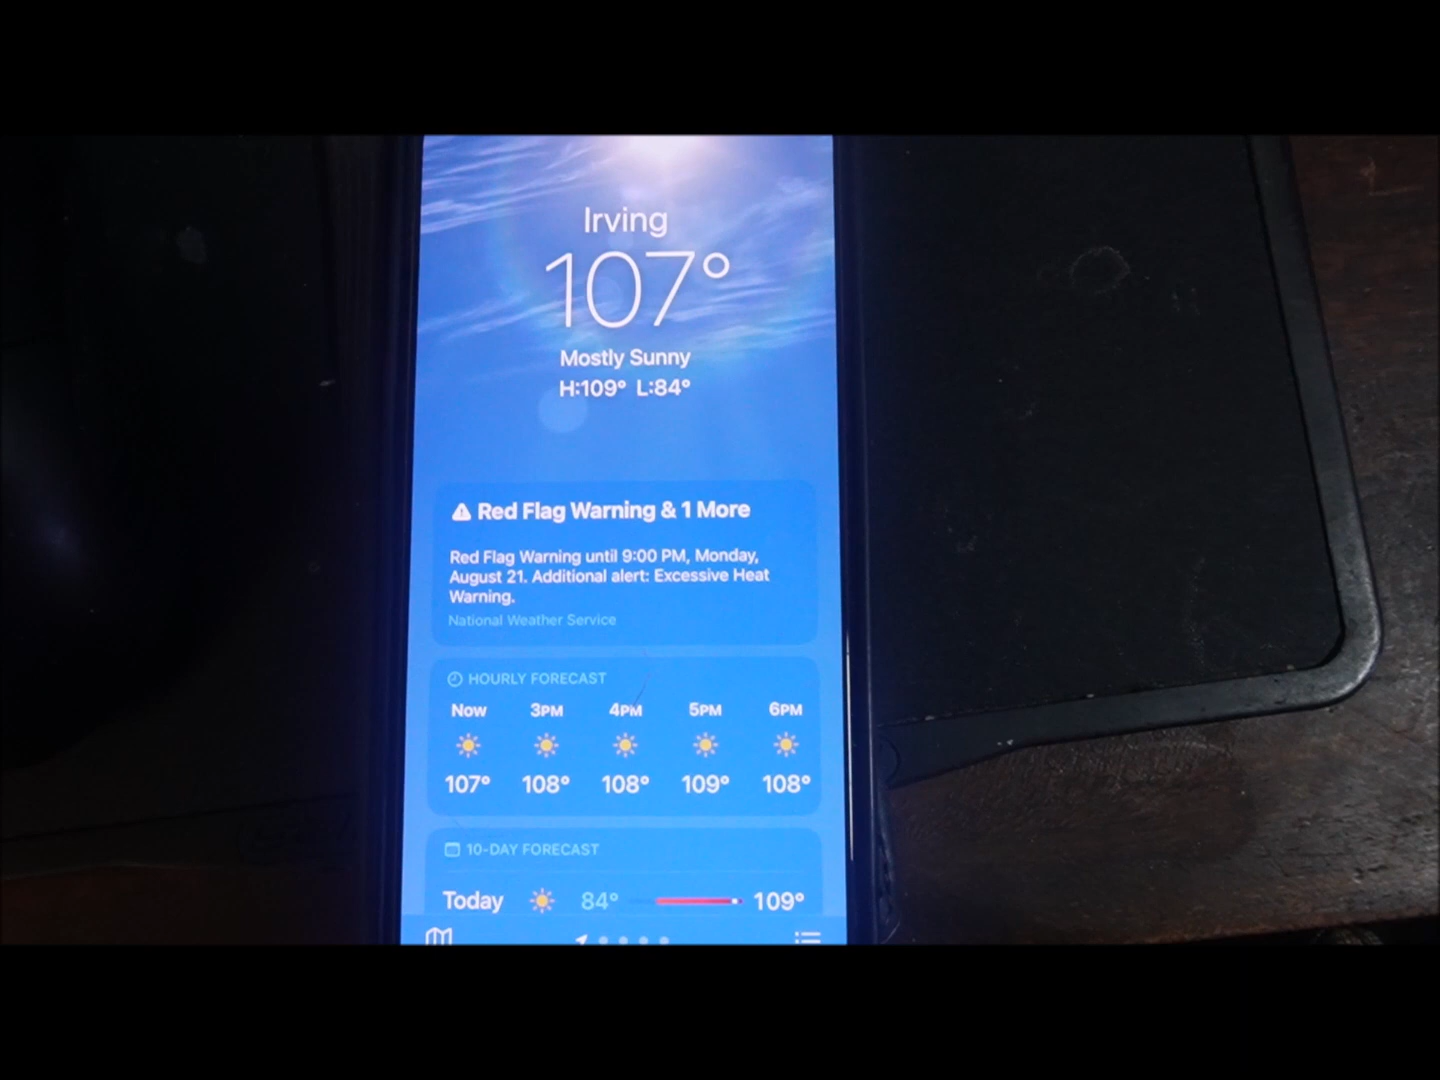 Irving
107°
Mostly Sunny
H:109° L:84°
Red Flag Warning & 1 More
Red Flag Warning until 9:00 PM, Monday,
August 21. Additional alert: Excessive Heat
Warning.
National Weather Service
HOURLY FORECAST
Now 3PM 4PM 5PM 6PM
107° 108° 108° 109° 108°
10-DAY FORECAST
Today 84° 109°